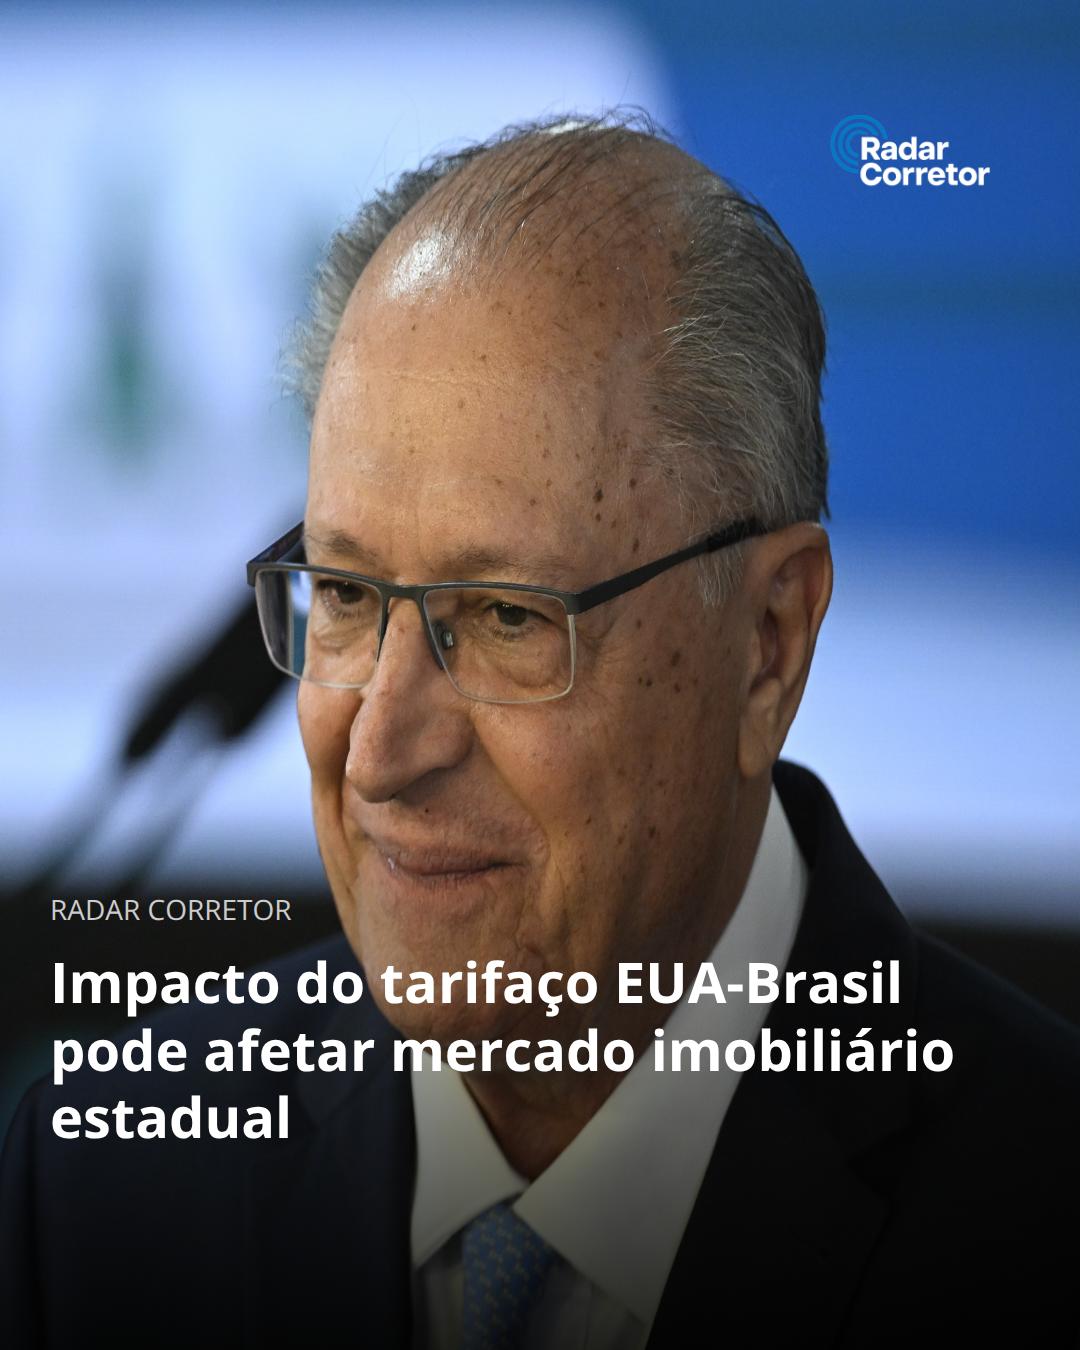 Radar
Corretor
RADAR CORRETOR
Impacto do tarifaço EUA-Brasil
pode afetar mercado imobiliário
estadual